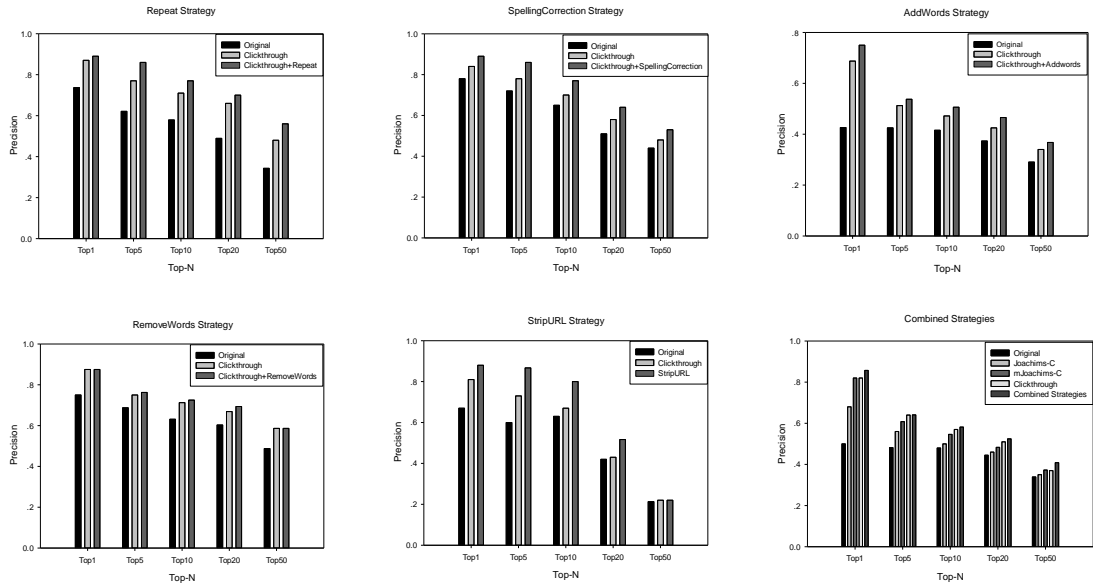 Repeat Strategy
1.0
.8
.6
.4
.2
0.0
Precision
Original
Clickthrough
Clickthrough+Repeat
Top1 Top5 Top10 Top20 Top50
Top-N
SpellingCorrection Strategy
1.0
.8
.6
.4
.2
0.0
Precision
Original
Clickthrough
Clickthrough+SpellingCorrection
Top1 Top5 Top10 Top20 Top50
Top-N
AddWords Strategy
.8
.6
.4
.2
0.0
Precision
Original
Clickthrough
Clickthrough+Addwords
Top1 Top5 Top10 Top20 Top50
Top-N
RemoveWords Strategy
1.0
.8
.6
.4
.2
0.0
Precision
Original
Clickthrough
Clickthrough+RemoveWords
Top1 Top5 Top10 Top20 Top50
Top-N
StripURL Strategy
1.0
.8
.6
.4
.2
0.0
Precision
Original
Clickthrough
StripURL
Top1 Top5 Top10 Top20 Top50
Top-N
Combined Strategies
1.0
.8
.6
.4
.2
0.0
Precision
Original
Joachims-C
mJoachims-C
Clickthrough
Combined Strategies
Top1 Top5 Top10 Top20 Top50
Top-N